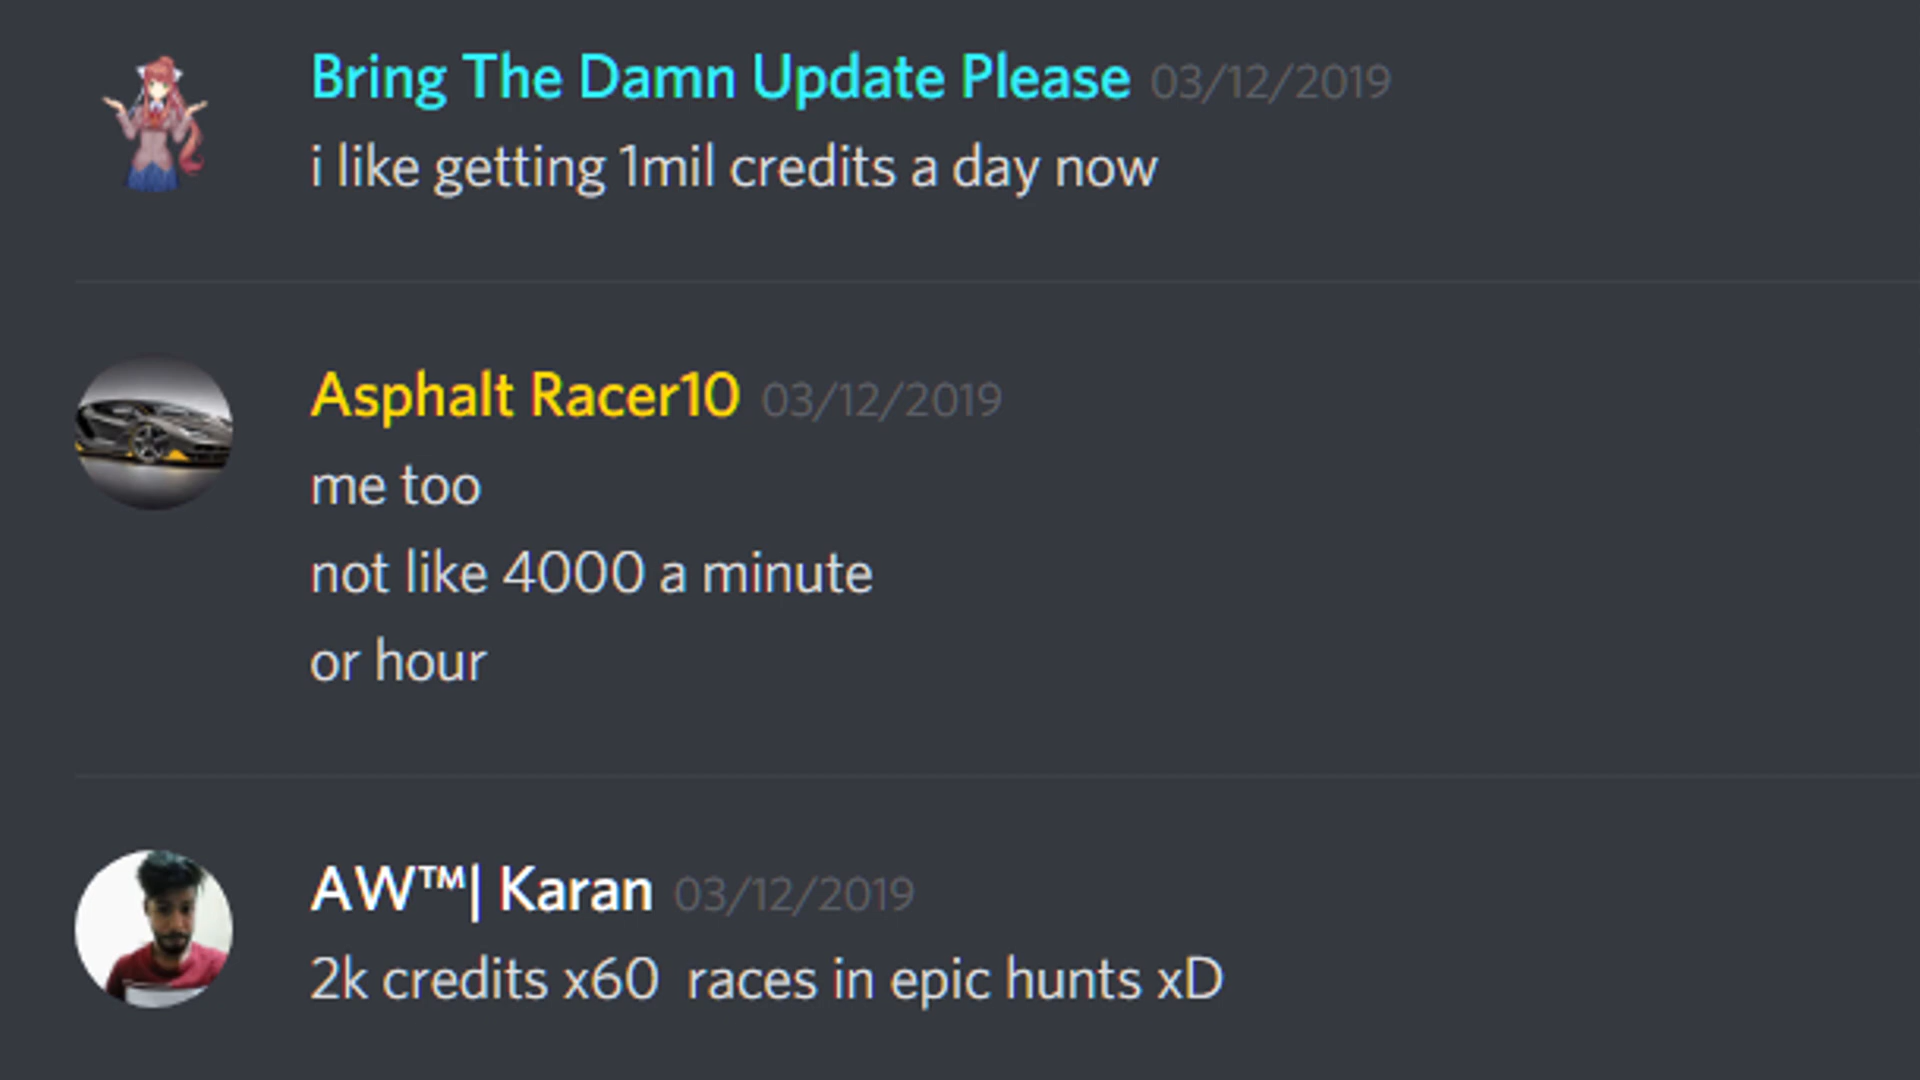 Bring The Damn Update Please 03/12/2019
i like getting 1mil credits a day now
Asphalt Racer10 03/12/2019
me too
not like 4000 a minute
or hour
AW™| Karan 03/12/2019
2k credits x60  races in epic hunts xD